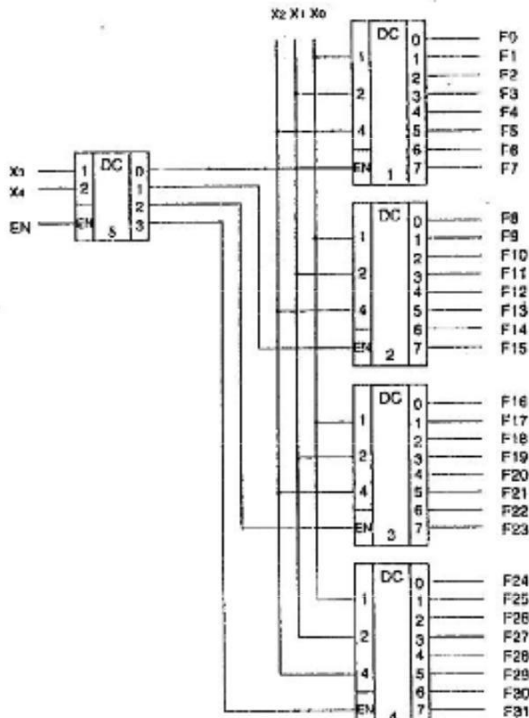 X2 X1 X0
DC 0 F0
1 1 F1
2 F2
2 3 F3
4 F4
4 5 F5
6 F6
EN 7 F7
1
X3 1 DC 0
X4 2 1
2
EN EN 3
5
DC 0 F8
1 1 F9
2 F10
2 3 F11
4 F12
4 5 F13
6 F14
EN 7 F15
2
DC 0 F16
1 1 F17
2 F18
2 3 F19
4 F20
4 5 F21
6 F22
EN 7 F23
3
DC 0 F24
1 1 F25
2 F26
2 3 F27
4 F28
4 5 F29
6 F30
EN 7 F31
4